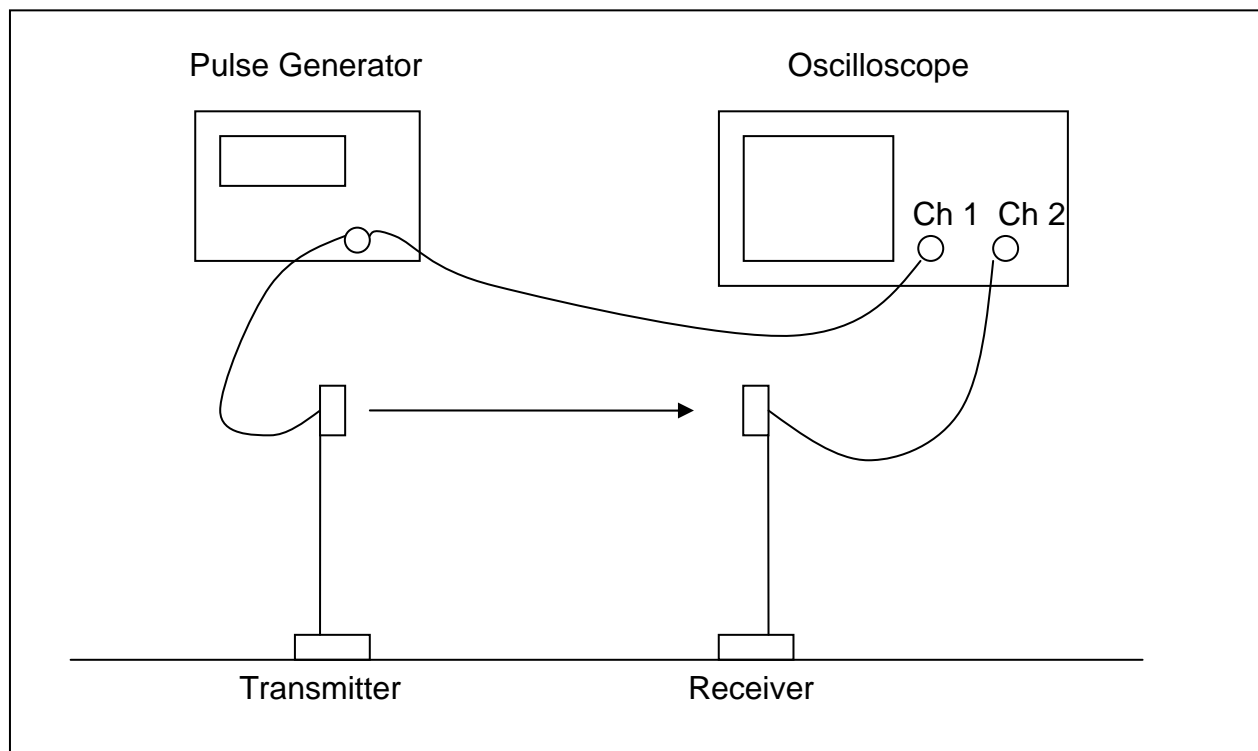 Pulse Generator
Oscilloscope
Ch 1
Ch 2
Transmitter
Receiver